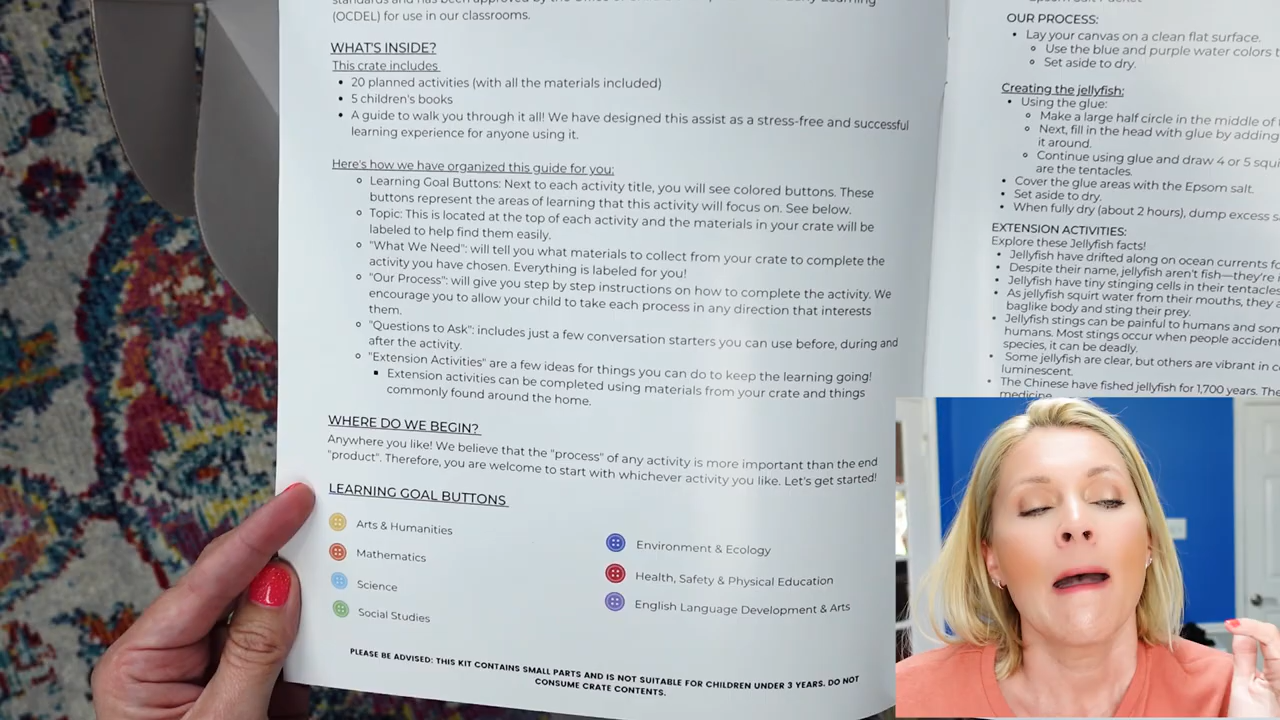 (OCDEL) for use in our classrooms.
WHAT'S INSIDE?
This crate includes
• 20 planned activities (with all the materials included)
• 5 children's books
• A guide to walk you through it all! We have designed this assist as a stress-free and successful
learning experience for anyone using it.
Here's how we have organized this guide for you:
Learning Goal Buttons: Next to each activity title, you will see colored buttons. These
buttons represent the areas of learning that this activity will focus on. See below.
Topic: This is located at the top of each activity and the materials in your crate will be
labeled to help find them easily.
"What We Need": will tell you what materials to collect from your crate to complete the
activity you have chosen. Everything is labeled for you!
"Our Process": will give you step by step instructions on how to complete the activity. We
encourage you to allow your child to take each process in any direction that interests
them.
"Questions to Ask": includes just a few conversation starters you can use before, during and
after the activity.
"Extension Activities" are a few ideas for things you can do to keep the learning going!
Extension activities can be completed using materials from your crate and things
commonly found around the home.
WHERE DO WE BEGIN?
Anywhere you like! We believe that the "process" of any activity is more important than the end
"product". Therefore, you are welcome to start with whichever activity you like. Let's get started!
LEARNING GOAL BUTTONS
Arts & Humanities
Mathematics
Science
Social Studies
Environment & Ecology
Health, Safety & Physical Education
English Language Development & Arts
PLEASE BE ADVISED: THIS KIT CONTAINS SMALL PARTS AND IS NOT SUITABLE FOR CHILDREN UNDER 3 YEARS. DO NOT
CONSUME CRATE CONTENTS.
OUR PROCESS:
• Lay your canvas on a clean flat surface.
Use the blue and purple water colors
Set aside to dry.
Creating the jellyfish:
• Using the glue:
Make a large half circle in the middle of
Next, fill in the head with glue by adding
it around.
Continue using glue and draw 4 or 5
are the tentacles.
• Cover the glue areas with the Epsom salt.
• Set aside to dry.
• When fully dry (about 2 hours), dump excess
EXTENSION ACTIVITIES:
Explore these Jellyfish facts!
• Jellyfish have drifted along on ocean currents
• Despite their name, jellyfish aren't fish—they're
• Jellyfish have tiny stinging cells in their tentacles
• As jellyfish squirt water from their mouths, they
baglike body and sting their prey.
• Jellyfish stings can be painful to humans and
humans. Most stings occur when people
species, it can be deadly.
• Some jellyfish are clear, but others are vibrant in
luminescent.
• The Chinese have fished jellyfish for 1,700 years.